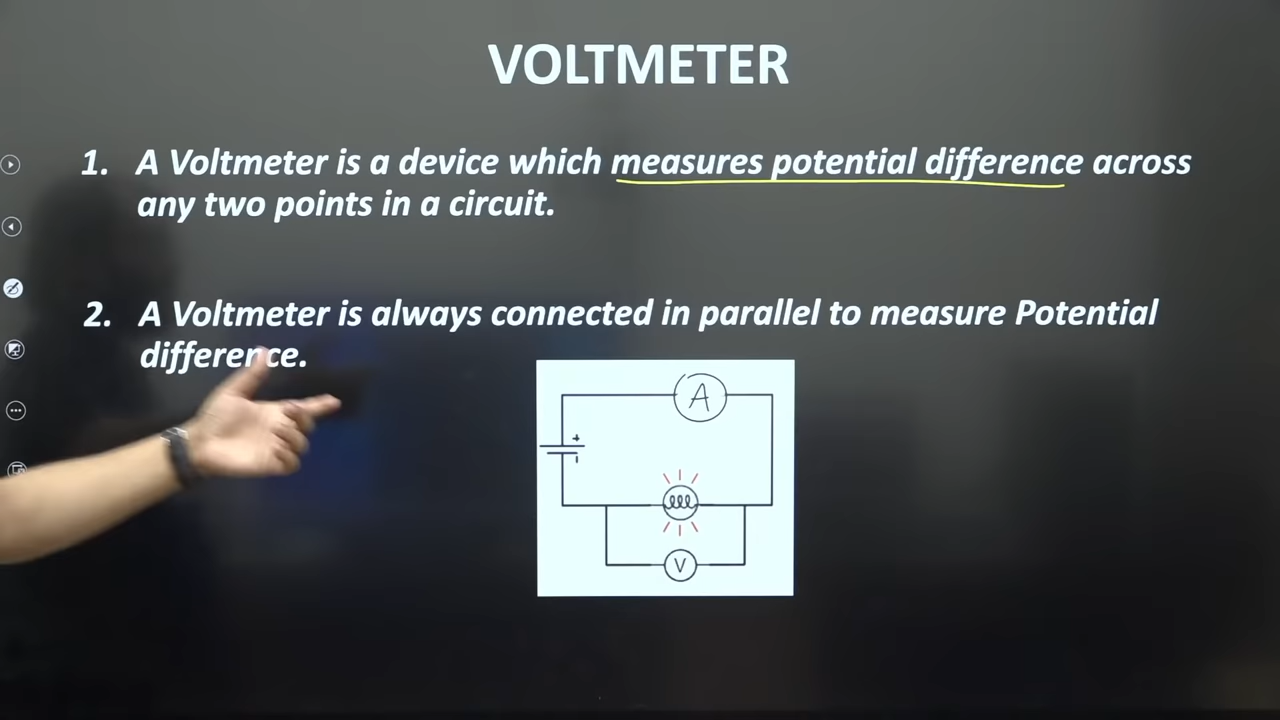 VOLTMETER
1. A Voltmeter is a device which measures potential difference across
any two points in a circuit.
2. A Voltmeter is always connected in parallel to measure Potential
difference.
A
+
-
V